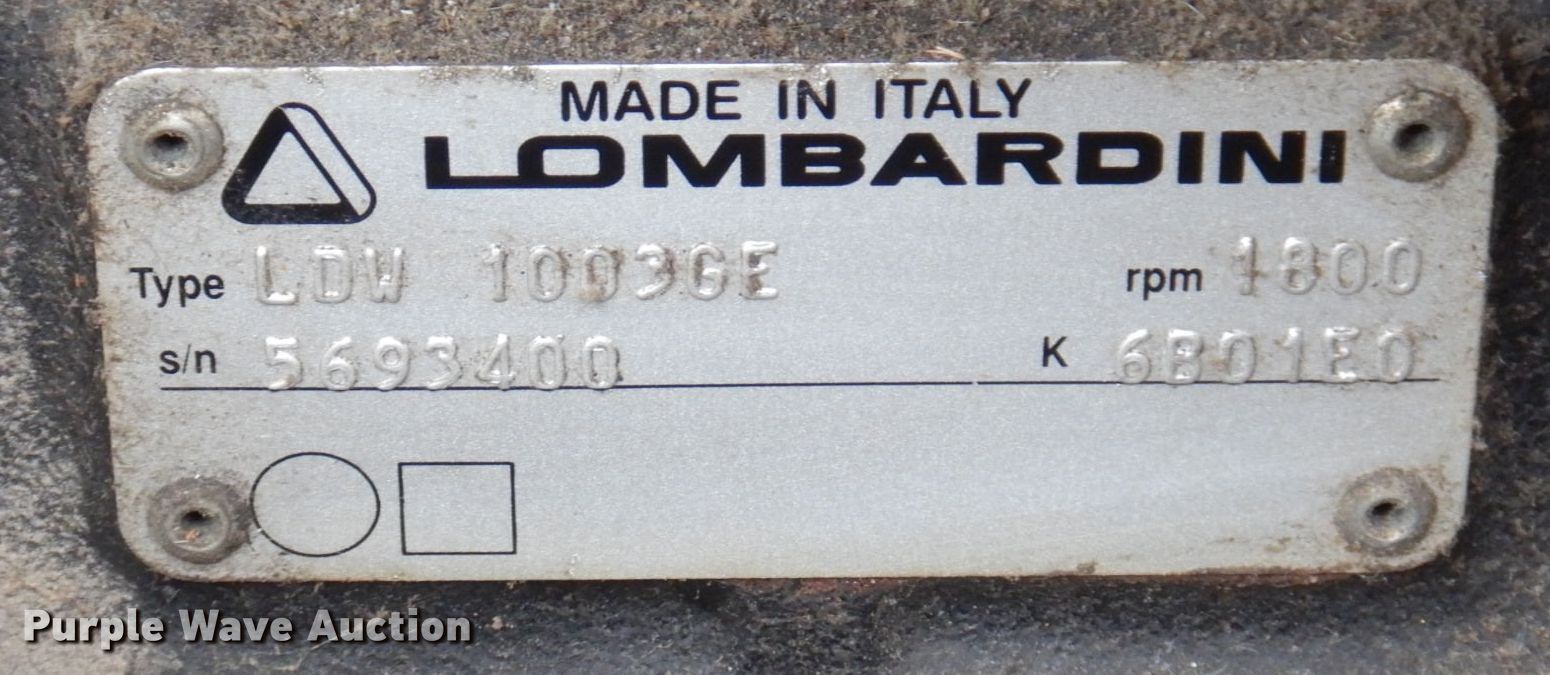 MADE IN ITALY
LOMBARDINI
Type LDW 1003GE rpm 1800
s/n 5693400 K 6B01E0
Purple Wave Auction